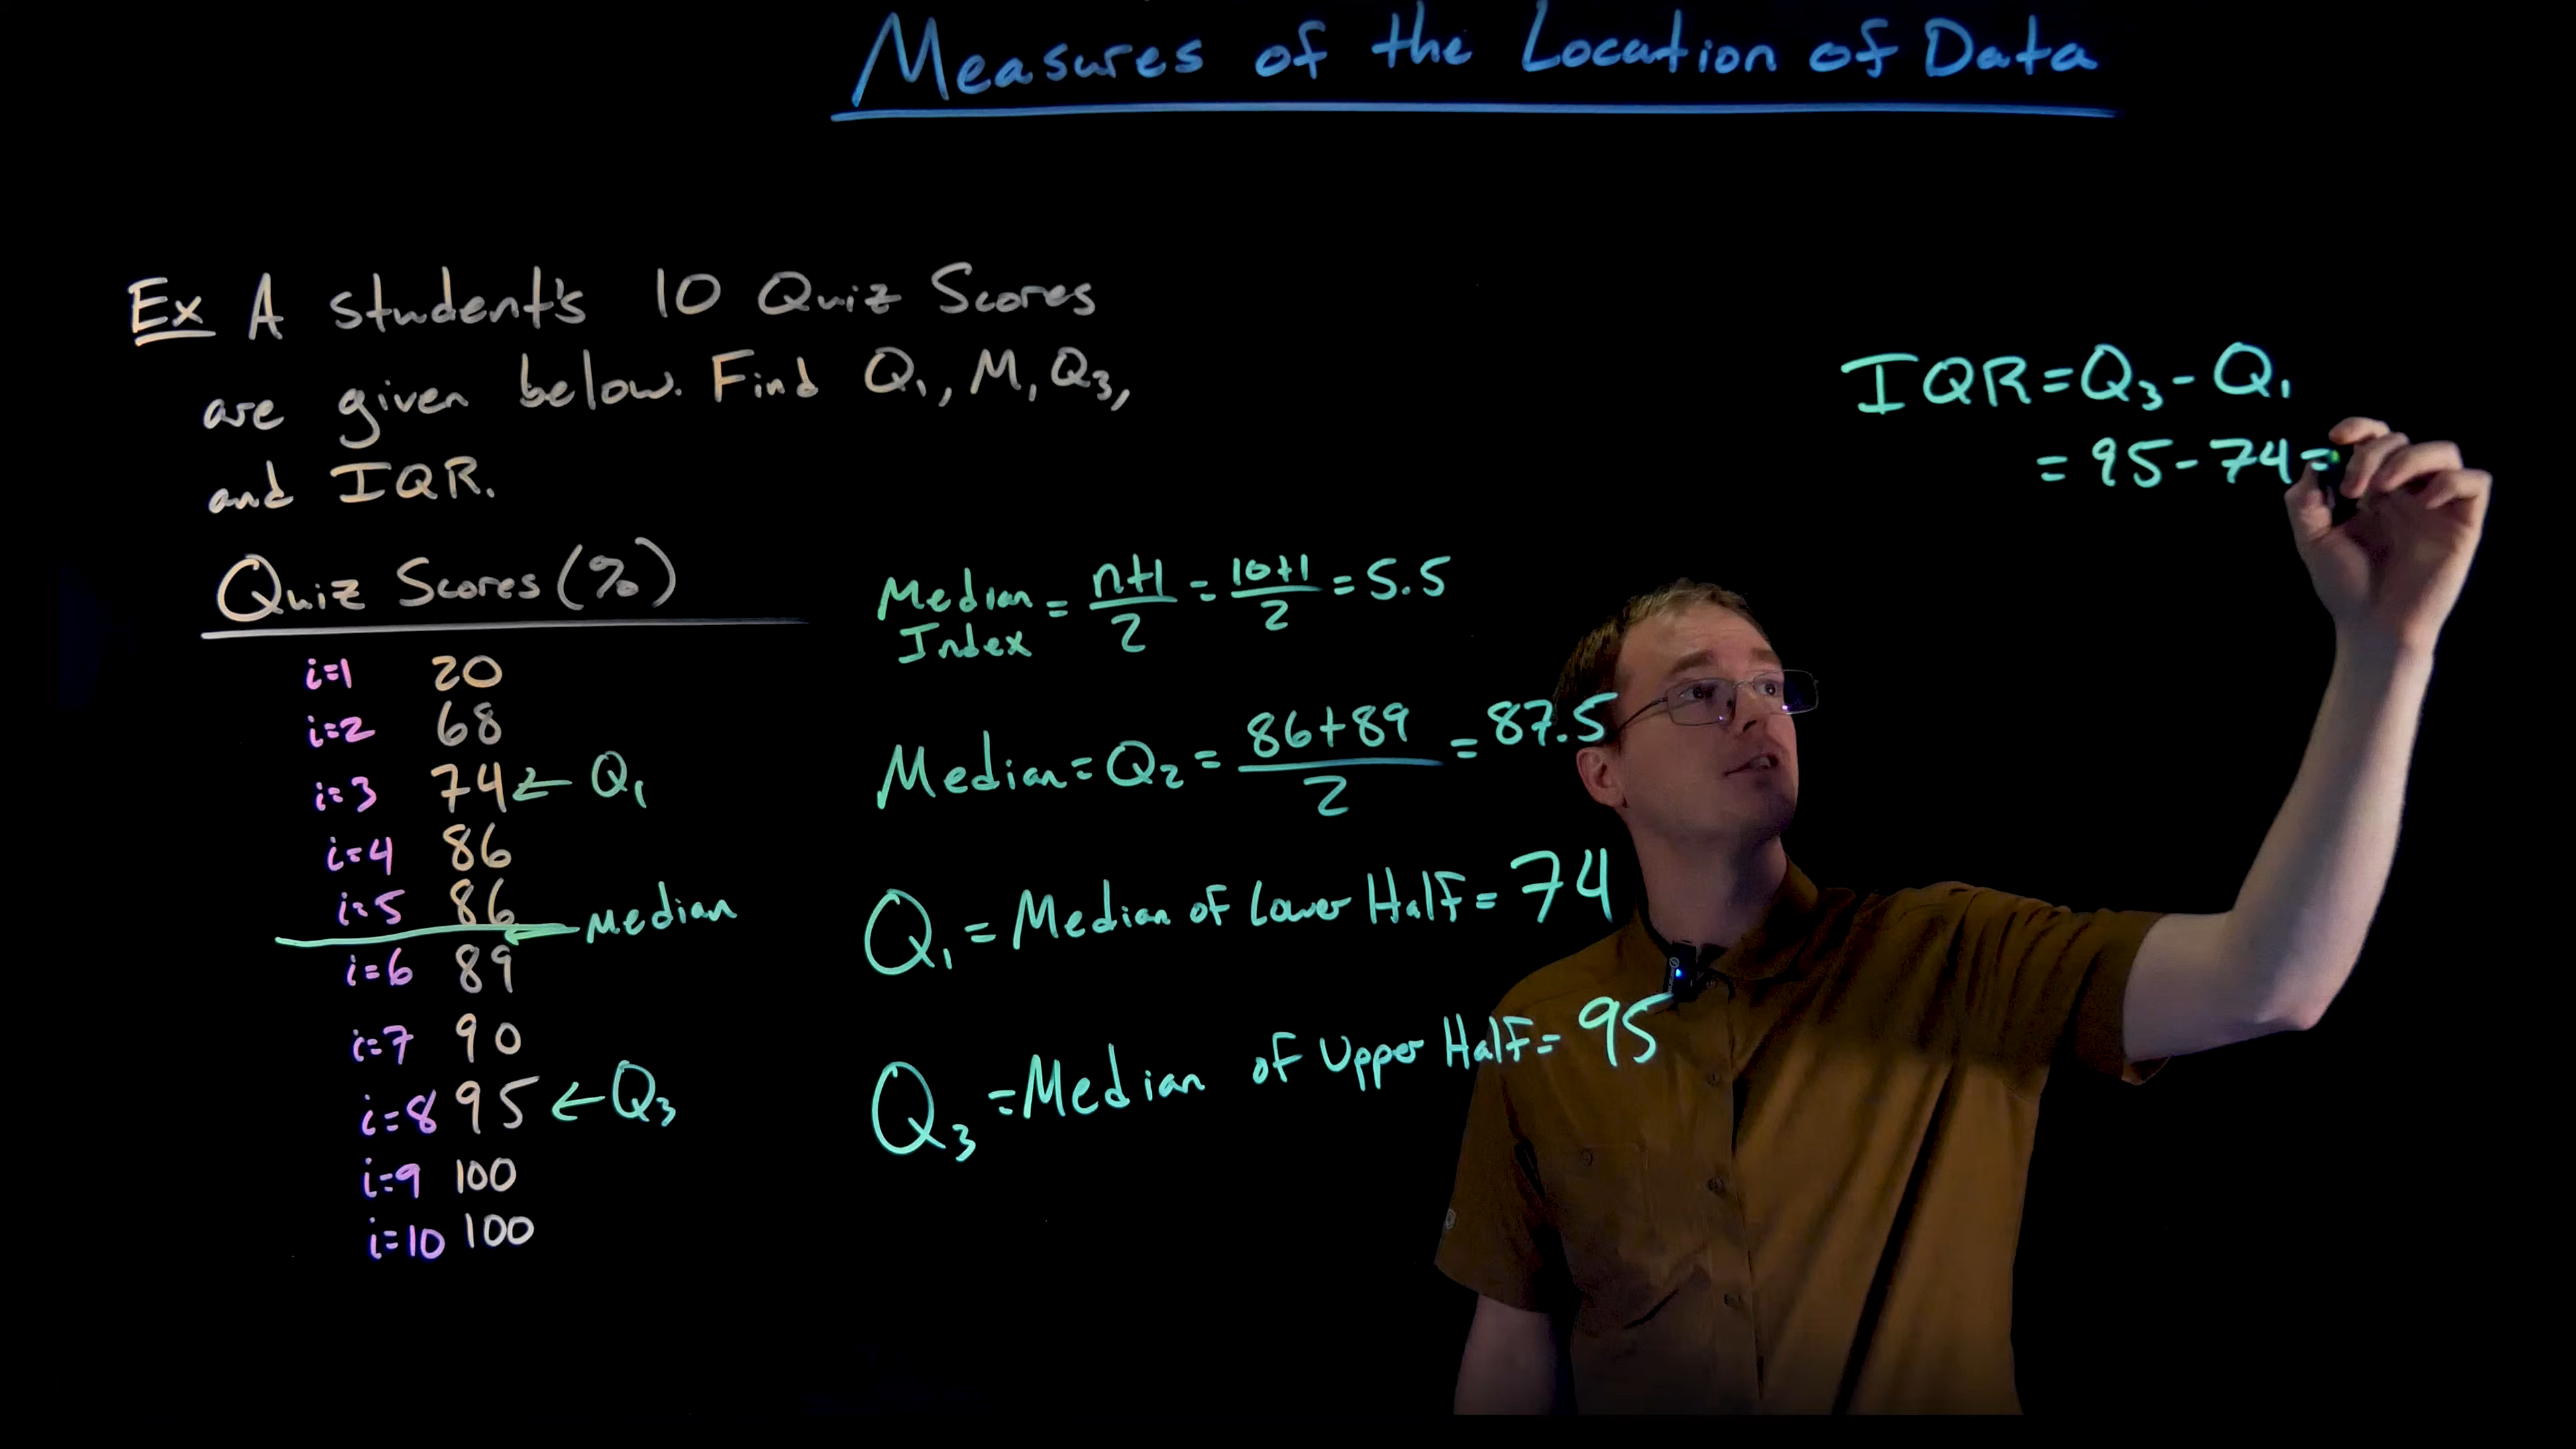 Measures of the Location of Data
Ex A student's 10 Quiz Scores
are given below. Find Q₁, M, Q₃,
and IQR.
Quiz Scores (%)
i=1 20
i=2 68
i=3 74 ← Q₁
i=4 86
i=5 86
← Median
i=6 89
i=7 90
i=8 95 ← Q₃
i=9 100
i=10 100
Median Index = n+1/2 = 10+1/2 = 5.5
Median = Q₂ = 86+89/2 = 87.5
Q₁ = Median of Lower Half = 74
Q₃ = Median of Upper Half = 95
IQR = Q₃ - Q₁
= 95 - 74 =